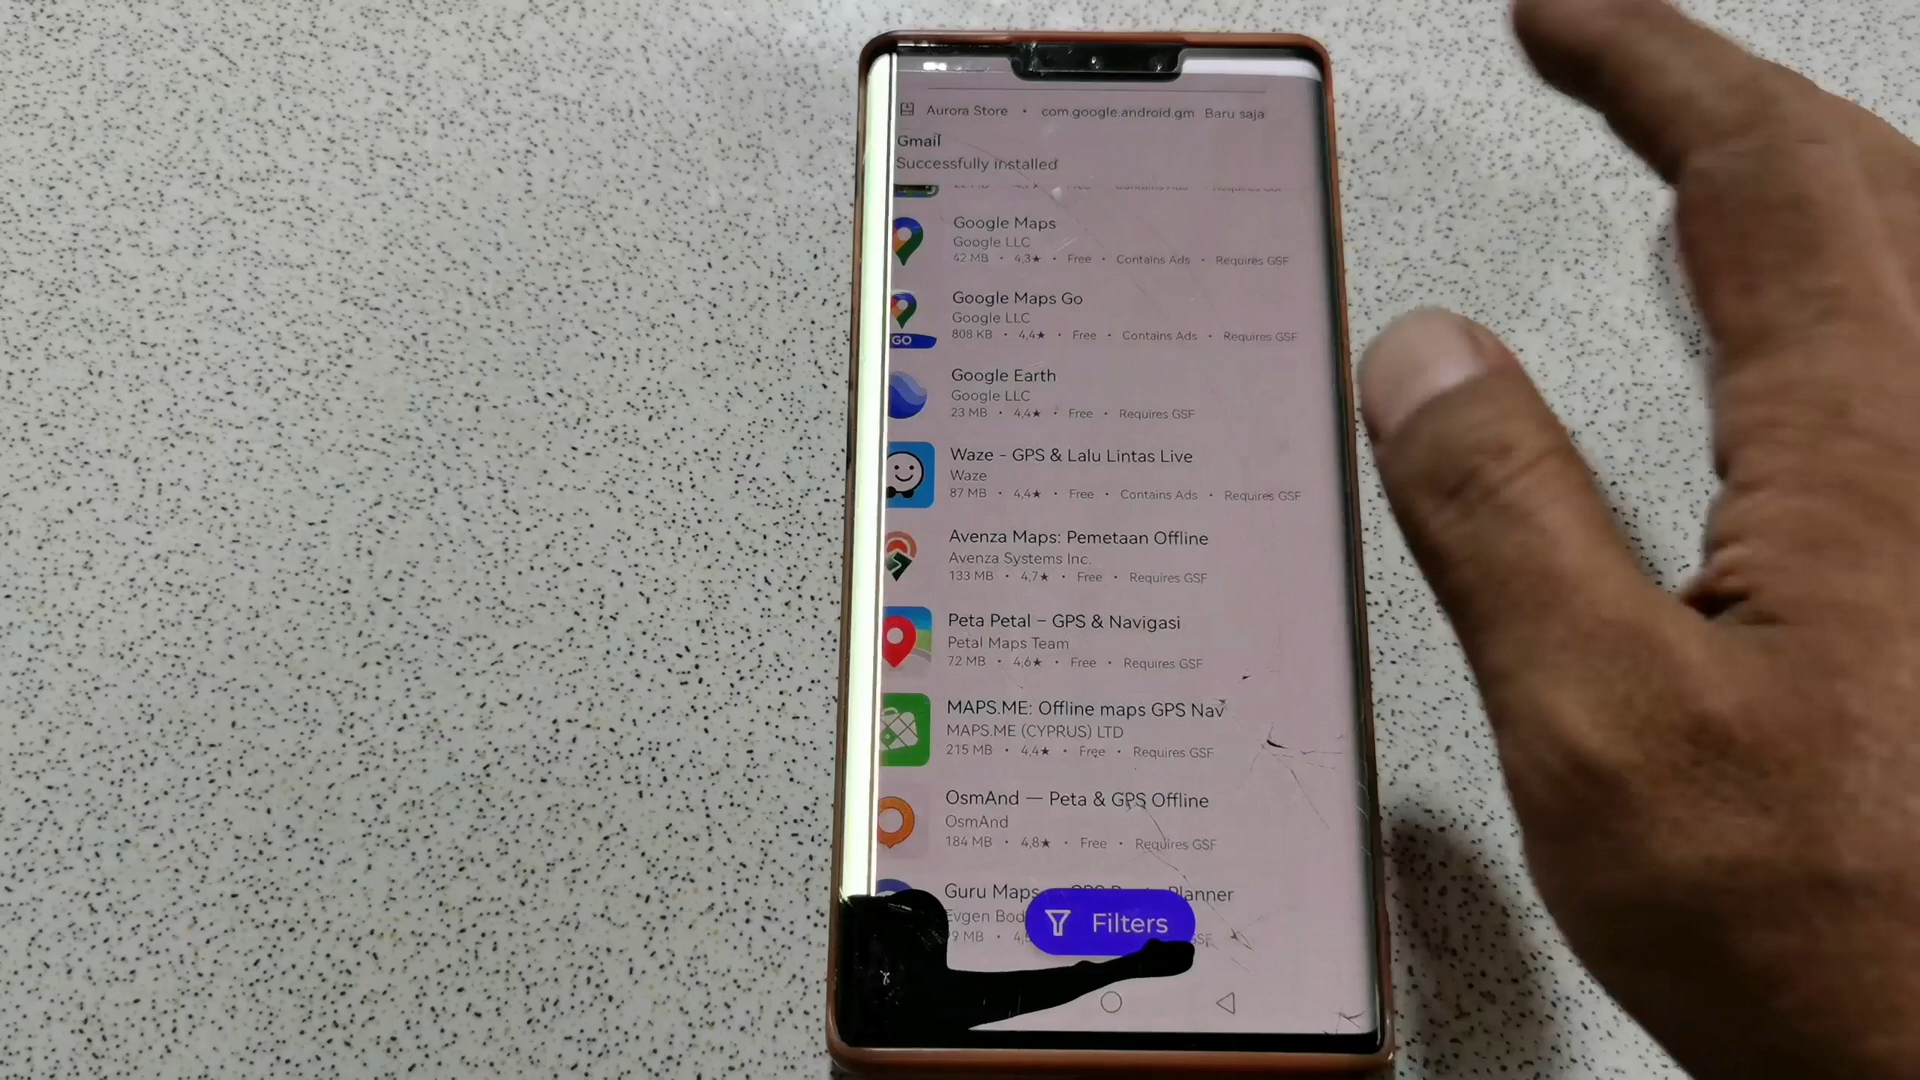 Aurora Store • com.google.android.gm Baru saja
Gmail
Successfully installed
Google Maps
Google LLC
42 MB • 4,3★ • Free • Contains Ads • Requires GSF
Google Maps Go
Google LLC
808 KB • 4,4★ • Free • Contains Ads • Requires GSF
GO
Google Earth
Google LLC
23 MB • 4,4★ • Free • Requires GSF
Waze - GPS & Lalu Lintas Live
Waze
87 MB • 4,4★ • Free • Contains Ads • Requires GSF
Avenza Maps: Pemetaan Offline
Avenza Systems Inc.
133 MB • 4,7★ • Free • Requires GSF
Peta Petal – GPS & Navigasi
Petal Maps Team
72 MB • 4,6★ • Free • Requires GSF
MAPS.ME: Offline maps GPS Nav
MAPS.ME (CYPRUS) LTD
215 MB • 4,4★ • Free • Requires GSF
OsmAnd — Peta & GPS Offline
OsmAnd
184 MB • 4,8★ • Free • Requires GSF
Guru Maps
Evgen Bod
Filters